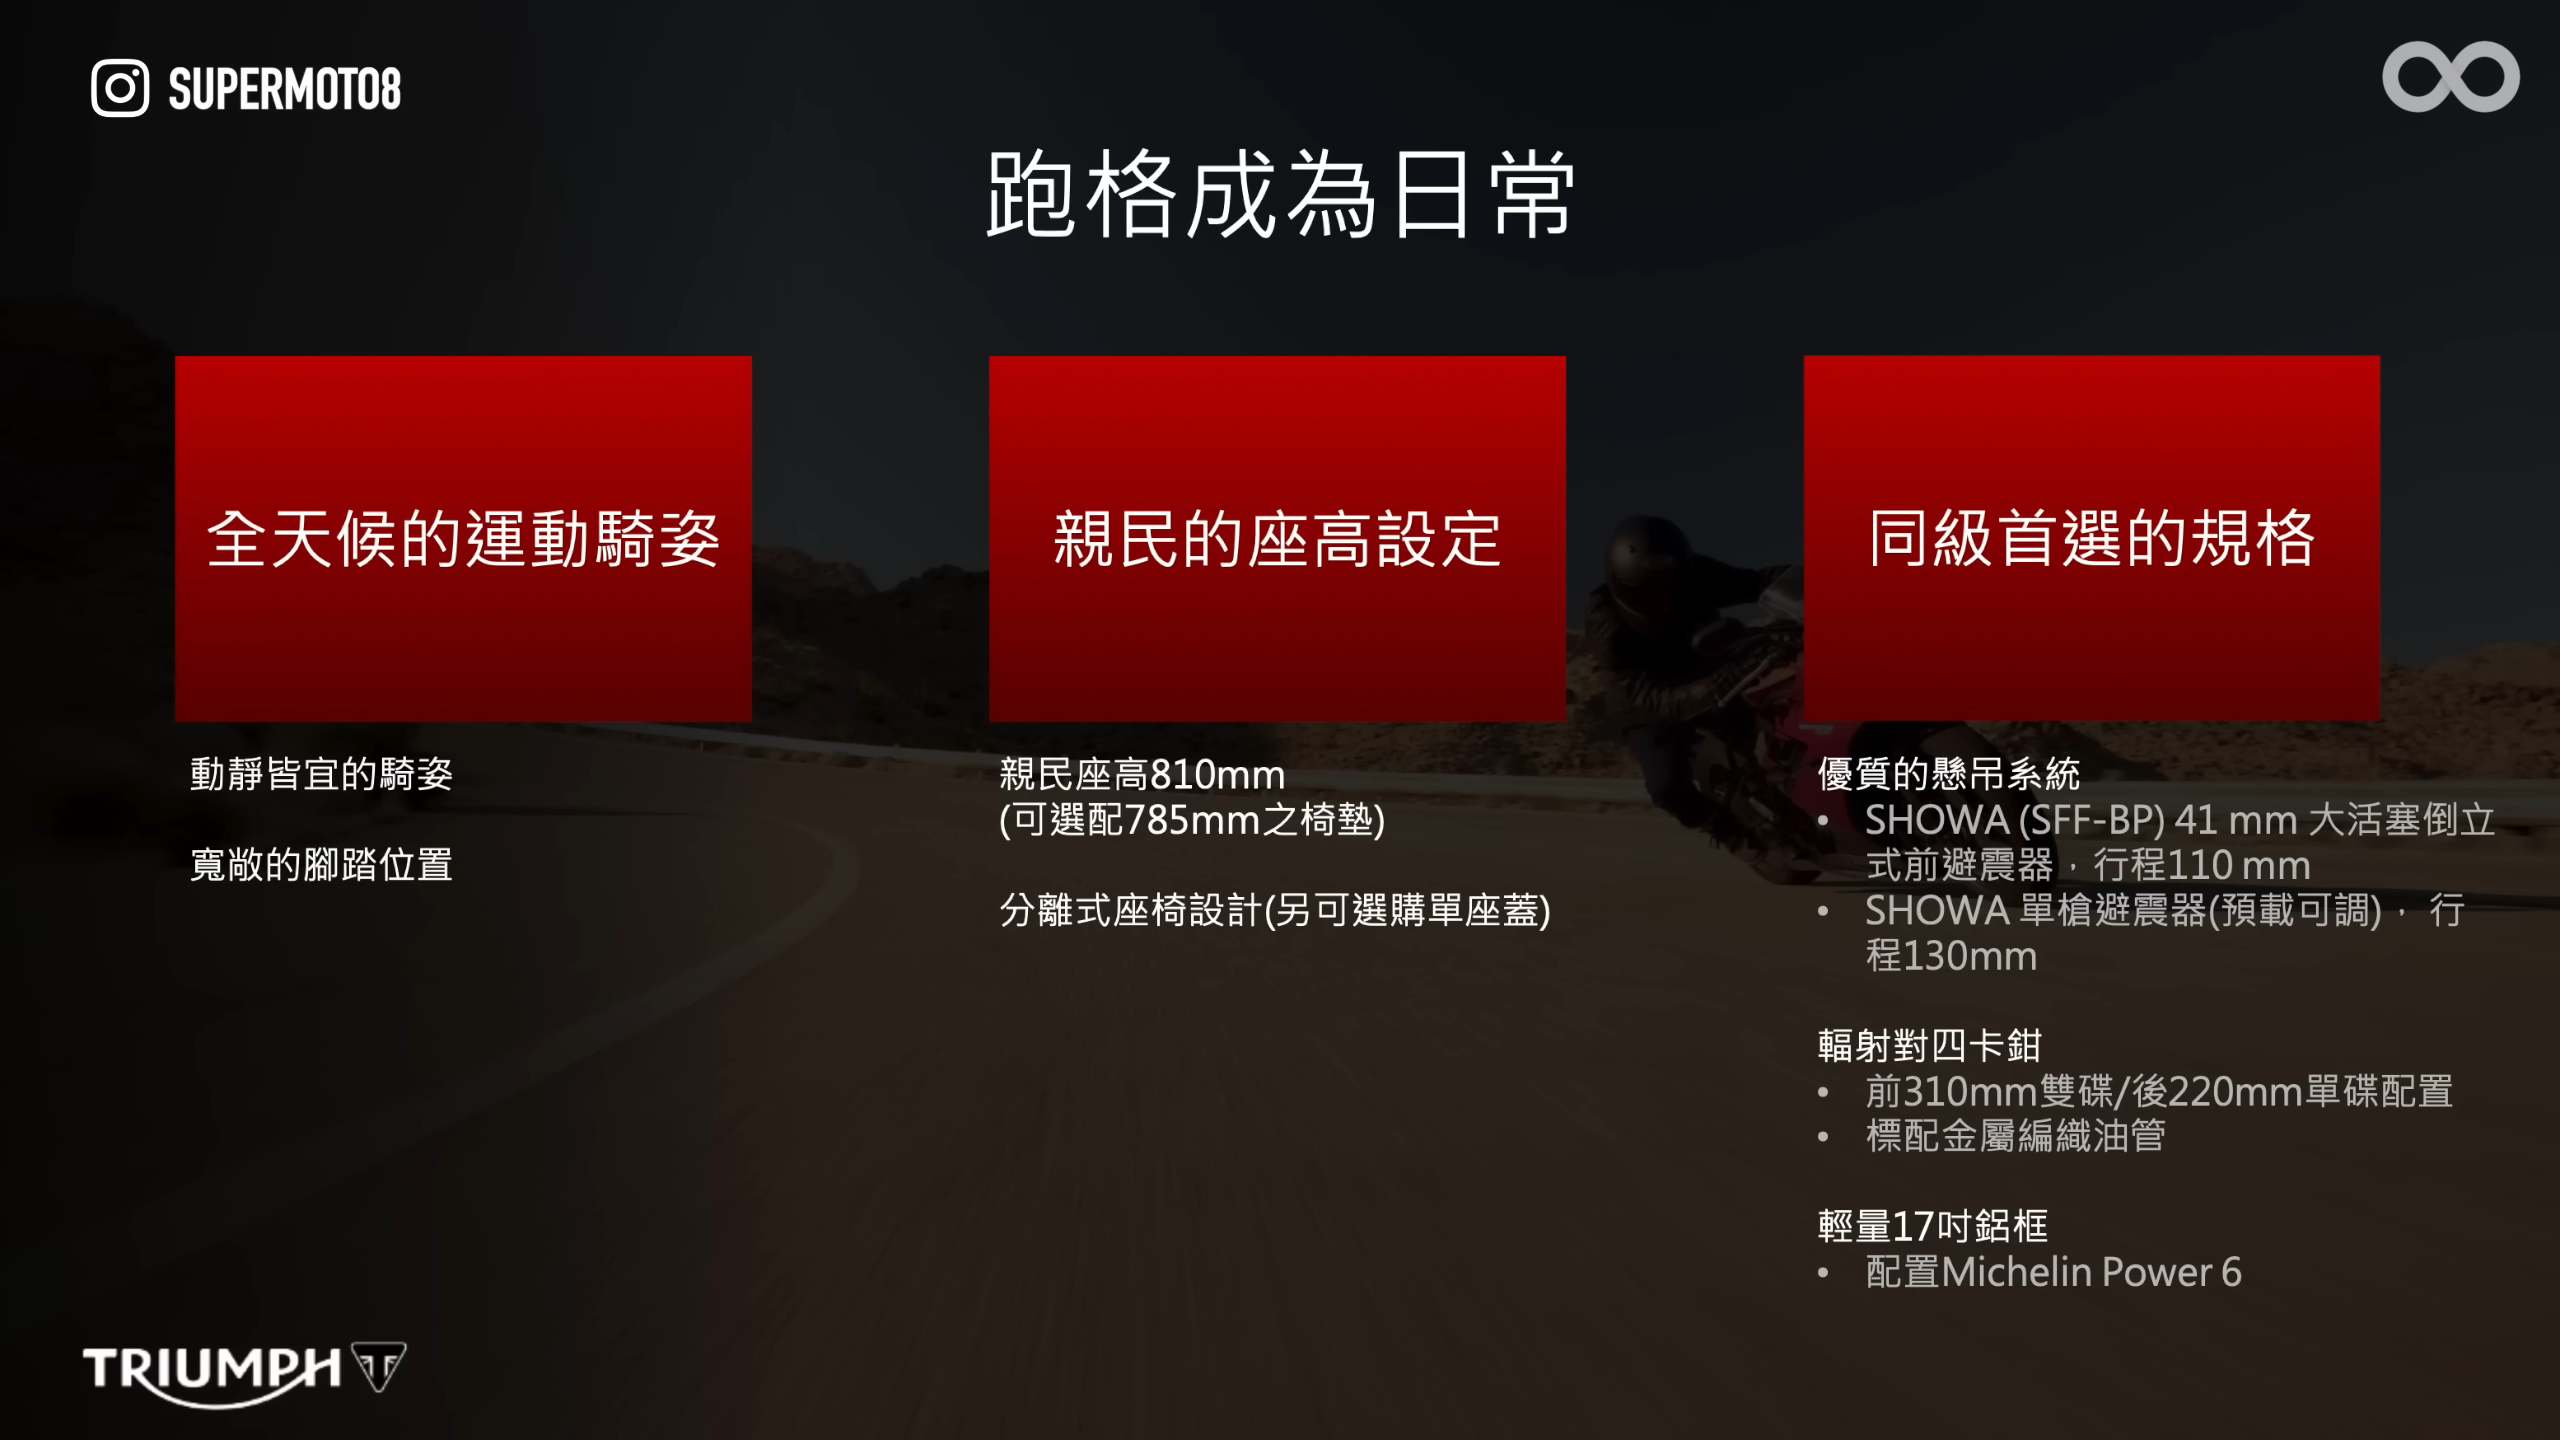 SUPERMOTO8
跑格成為日常
全天候的運動騎姿
親民的座高設定
同級首選的規格
動靜皆宜的騎姿
寬敞的腳踏位置
親民座高810mm
(可選配785mm之椅墊)
分離式座椅設計(另可選購單座蓋)
優質的懸吊系統
• SHOWA (SFF-BP) 41 mm 大活塞倒立
式前避震器，行程110 mm
• SHOWA 單槍避震器(預載可調)， 行
程130mm
輻射對四卡鉗
• 前310mm雙碟/後220mm單碟配置
• 標配金屬編織油管
輕量17吋鋁框
• 配置Michelin Power 6
TRIUMPH